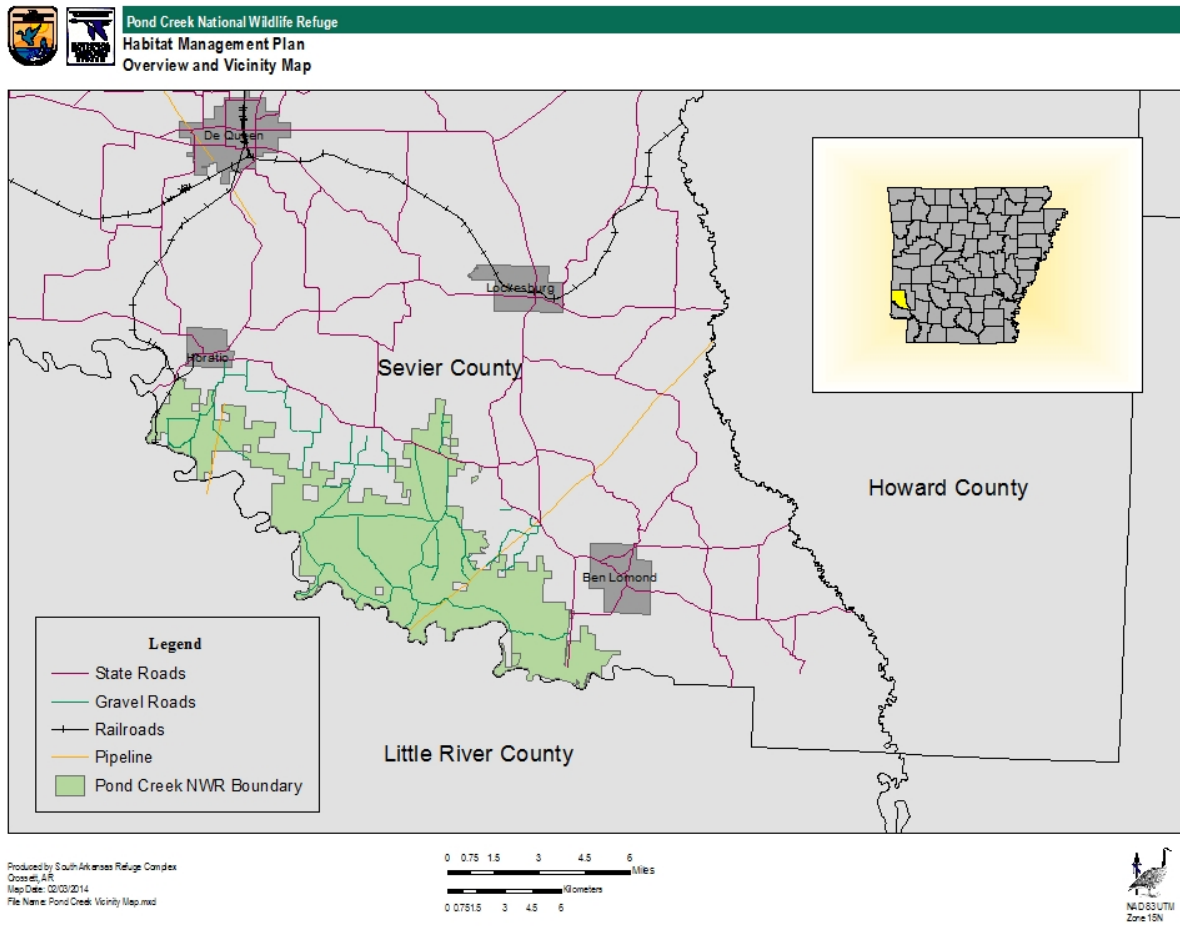 Pond Creek National Wildlife Refuge
Habitat Management Plan
Overview and Vicinity Map
De Queen
Lockesburg
Horatio
Sevier County
Howard County
Ben Lomond
Little River County
Legend
State Roads
Gravel Roads
Railroads
Pipeline
Pond Creek NWR Boundary
Produced by South Arkansas Refuge Complex
Crossett, AR
Map Date: 02/03/2014
File Name: Pond Creek Vicinity Map.mxd
0 0.75 1.5 3 4.5 6
Miles
Kilometers
0 0.751.5 3 4.5 6
NAD83 UTM
Zone 15N